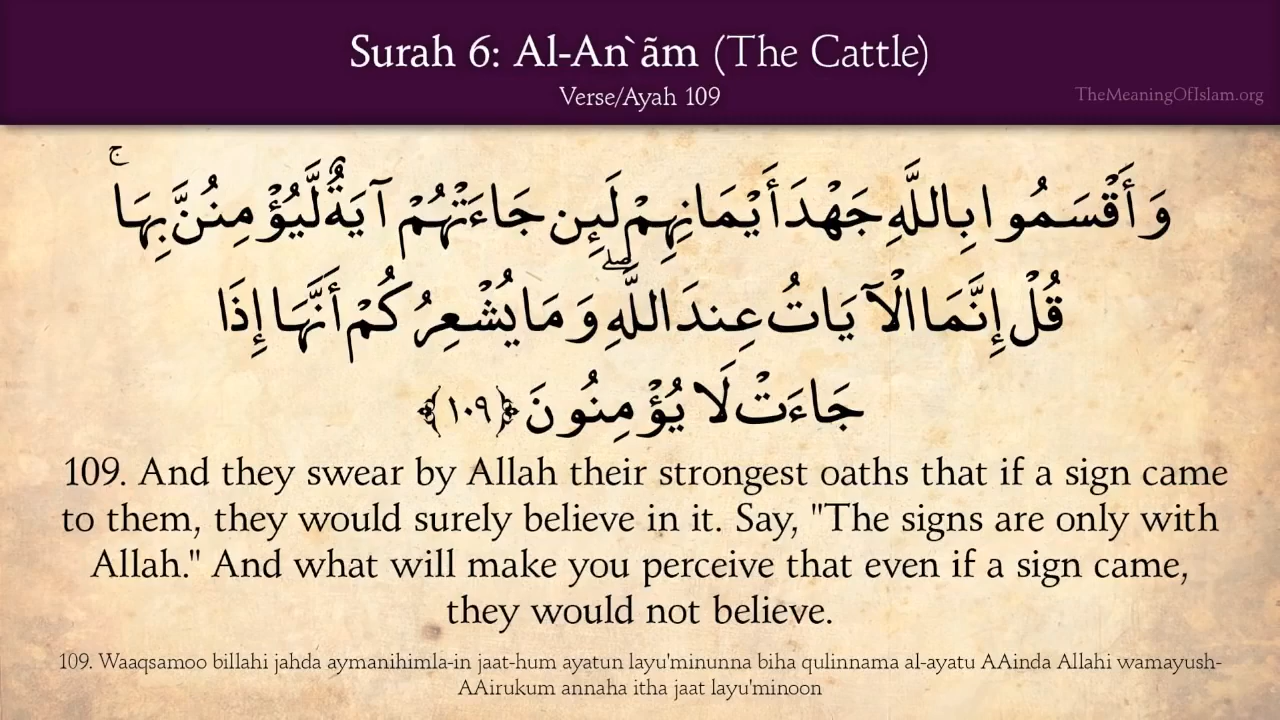 Surah 6: Al-An`ãm (The Cattle)
Verse/Ayah 109
TheMeaningOfIslam.org
وَأَقْسَمُوا بِاللَّهِ جَهْدَ أَيْمَانِهِمْ لَئِن جَاءَتْهُمْ آيَةٌ لَّيُؤْمِنُنَّ بِهَا ۚ
قُلْ إِنَّمَا الْآيَاتُ عِندَ اللَّهِ ۖ وَمَا يُشْعِرُكُمْ أَنَّهَا إِذَا
جَاءَتْ لَا يُؤْمِنُونَ ﴿١٠٩﴾
109. And they swear by Allah their strongest oaths that if a sign came
to them, they would surely believe in it. Say, "The signs are only with
Allah." And what will make you perceive that even if a sign came,
they would not believe.
109. Waaqsamoo billahi jahda aymanihimla-in jaat-hum ayatun layu'minunna biha qulinnama al-ayatu AAinda Allahi wamayush-
AAirukum annaha itha jaat layu'minoon